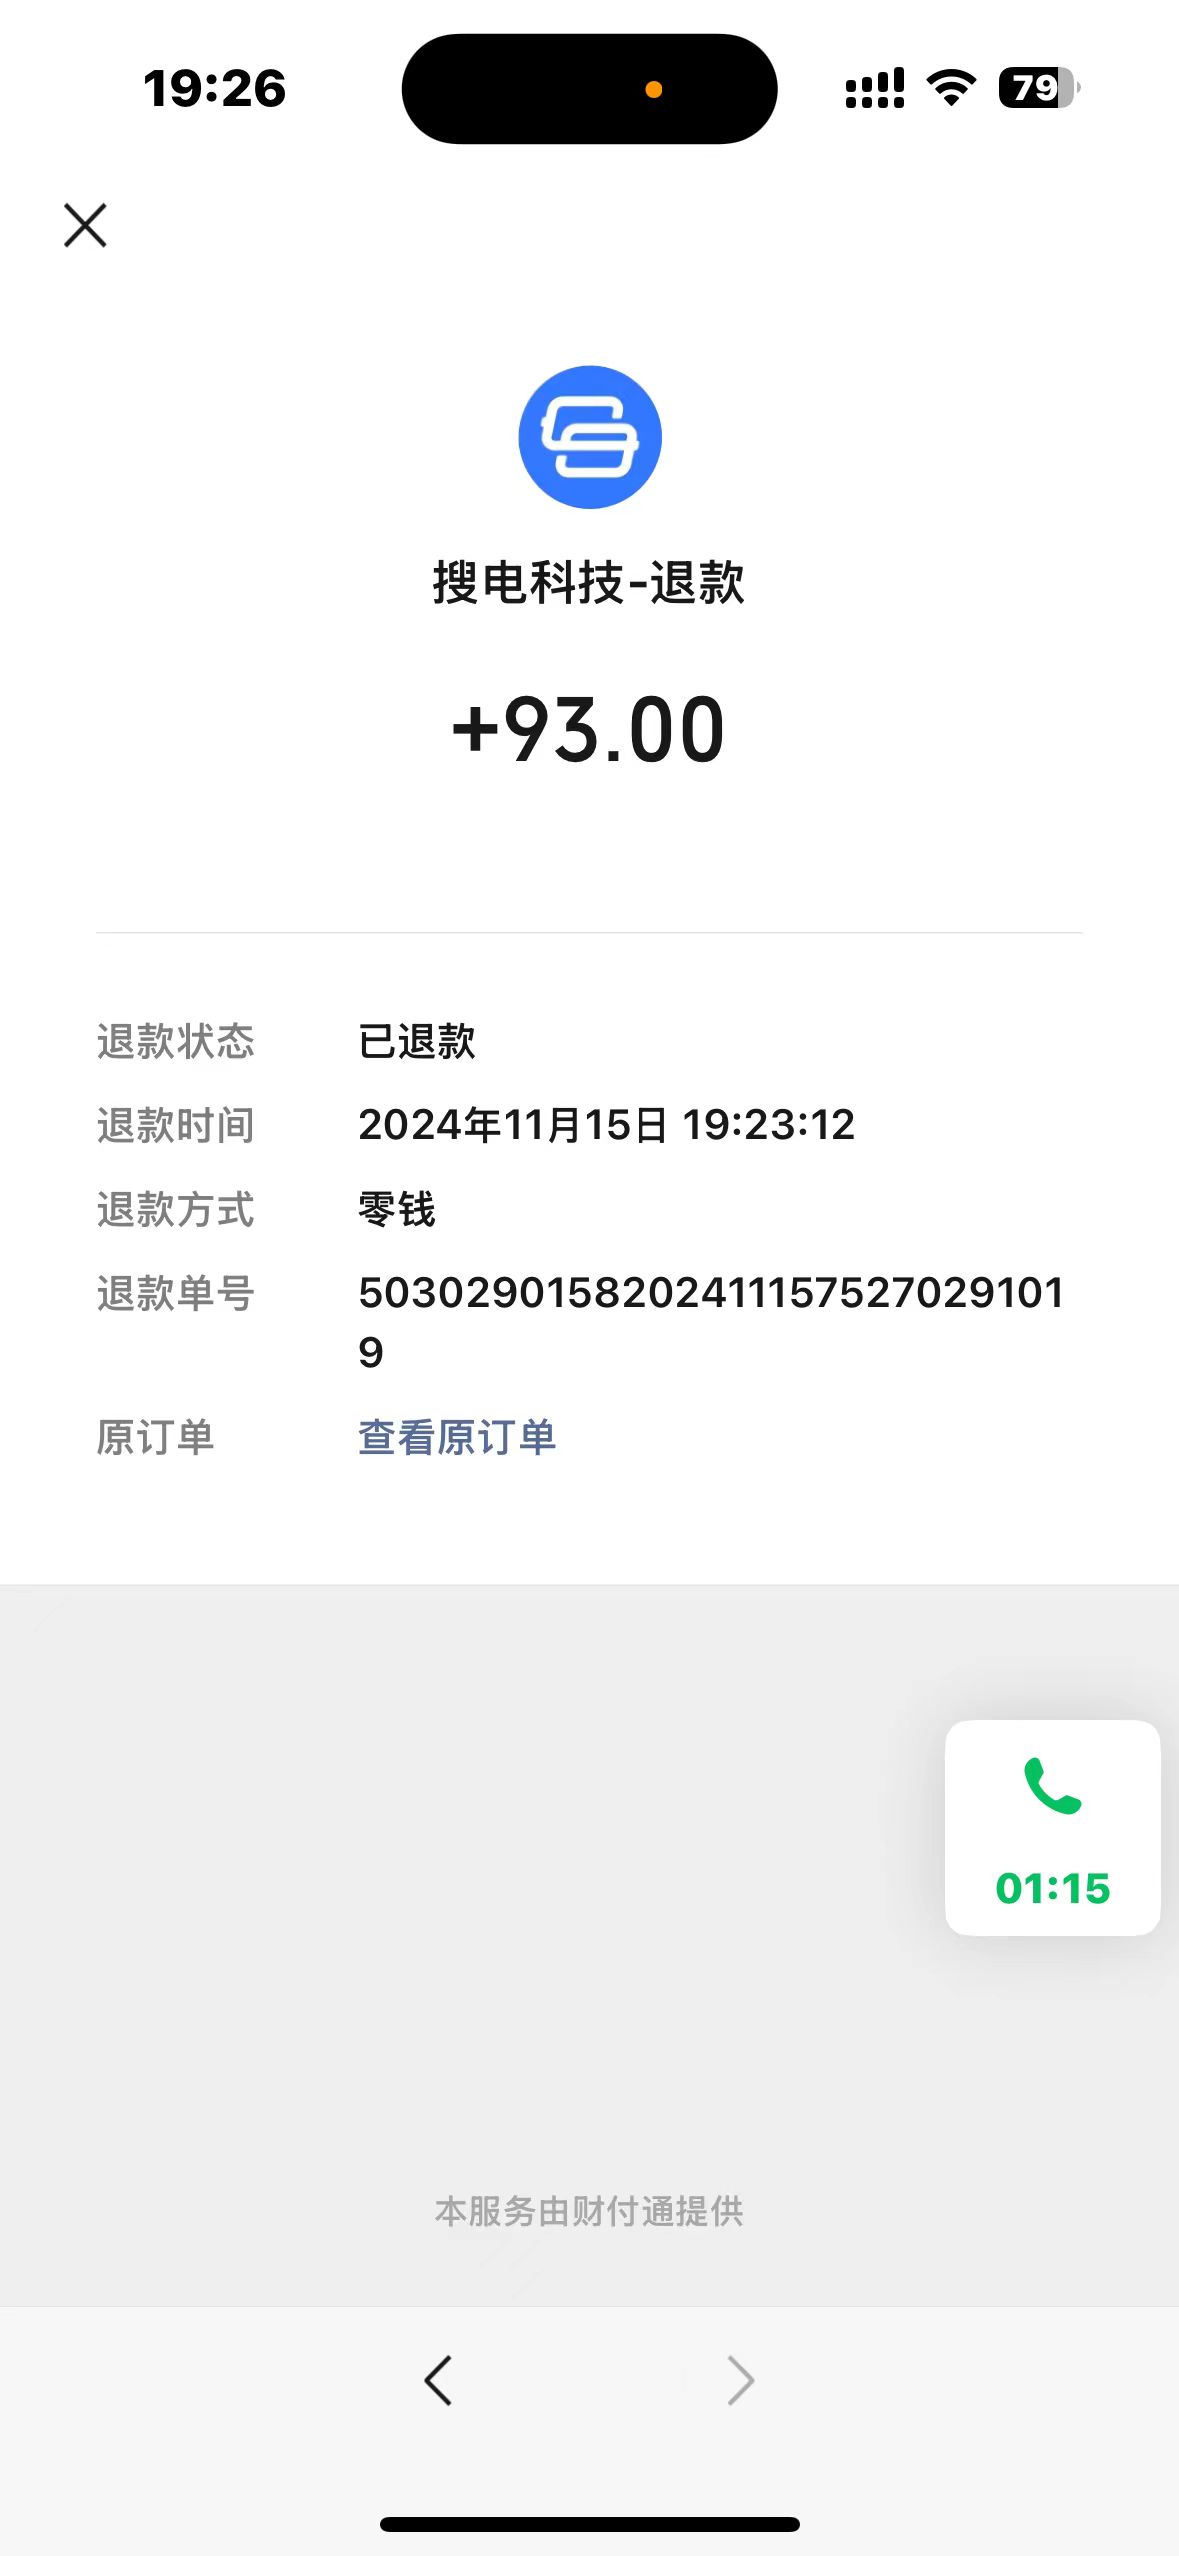 19:26
79
搜电科技-退款
+93.00
退款状态 已退款
退款时间 2024年11月15日 19:23:12
退款方式 零钱
退款单号 5030290158202411157527029101
9
原订单 查看原订单
01:15
本服务由财付通提供